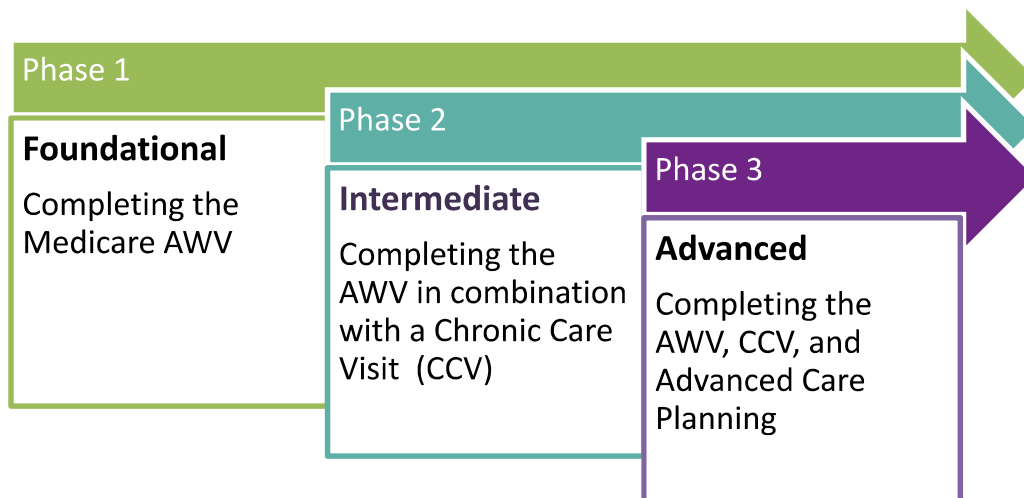 Phase 1
Foundational
Completing the
Medicare AWV
Phase 2
Intermediate
Completing the
AWV in combination
with a Chronic Care
Visit  (CCV)
Phase 3
Advanced
Completing the
AWV, CCV, and
Advanced Care
Planning